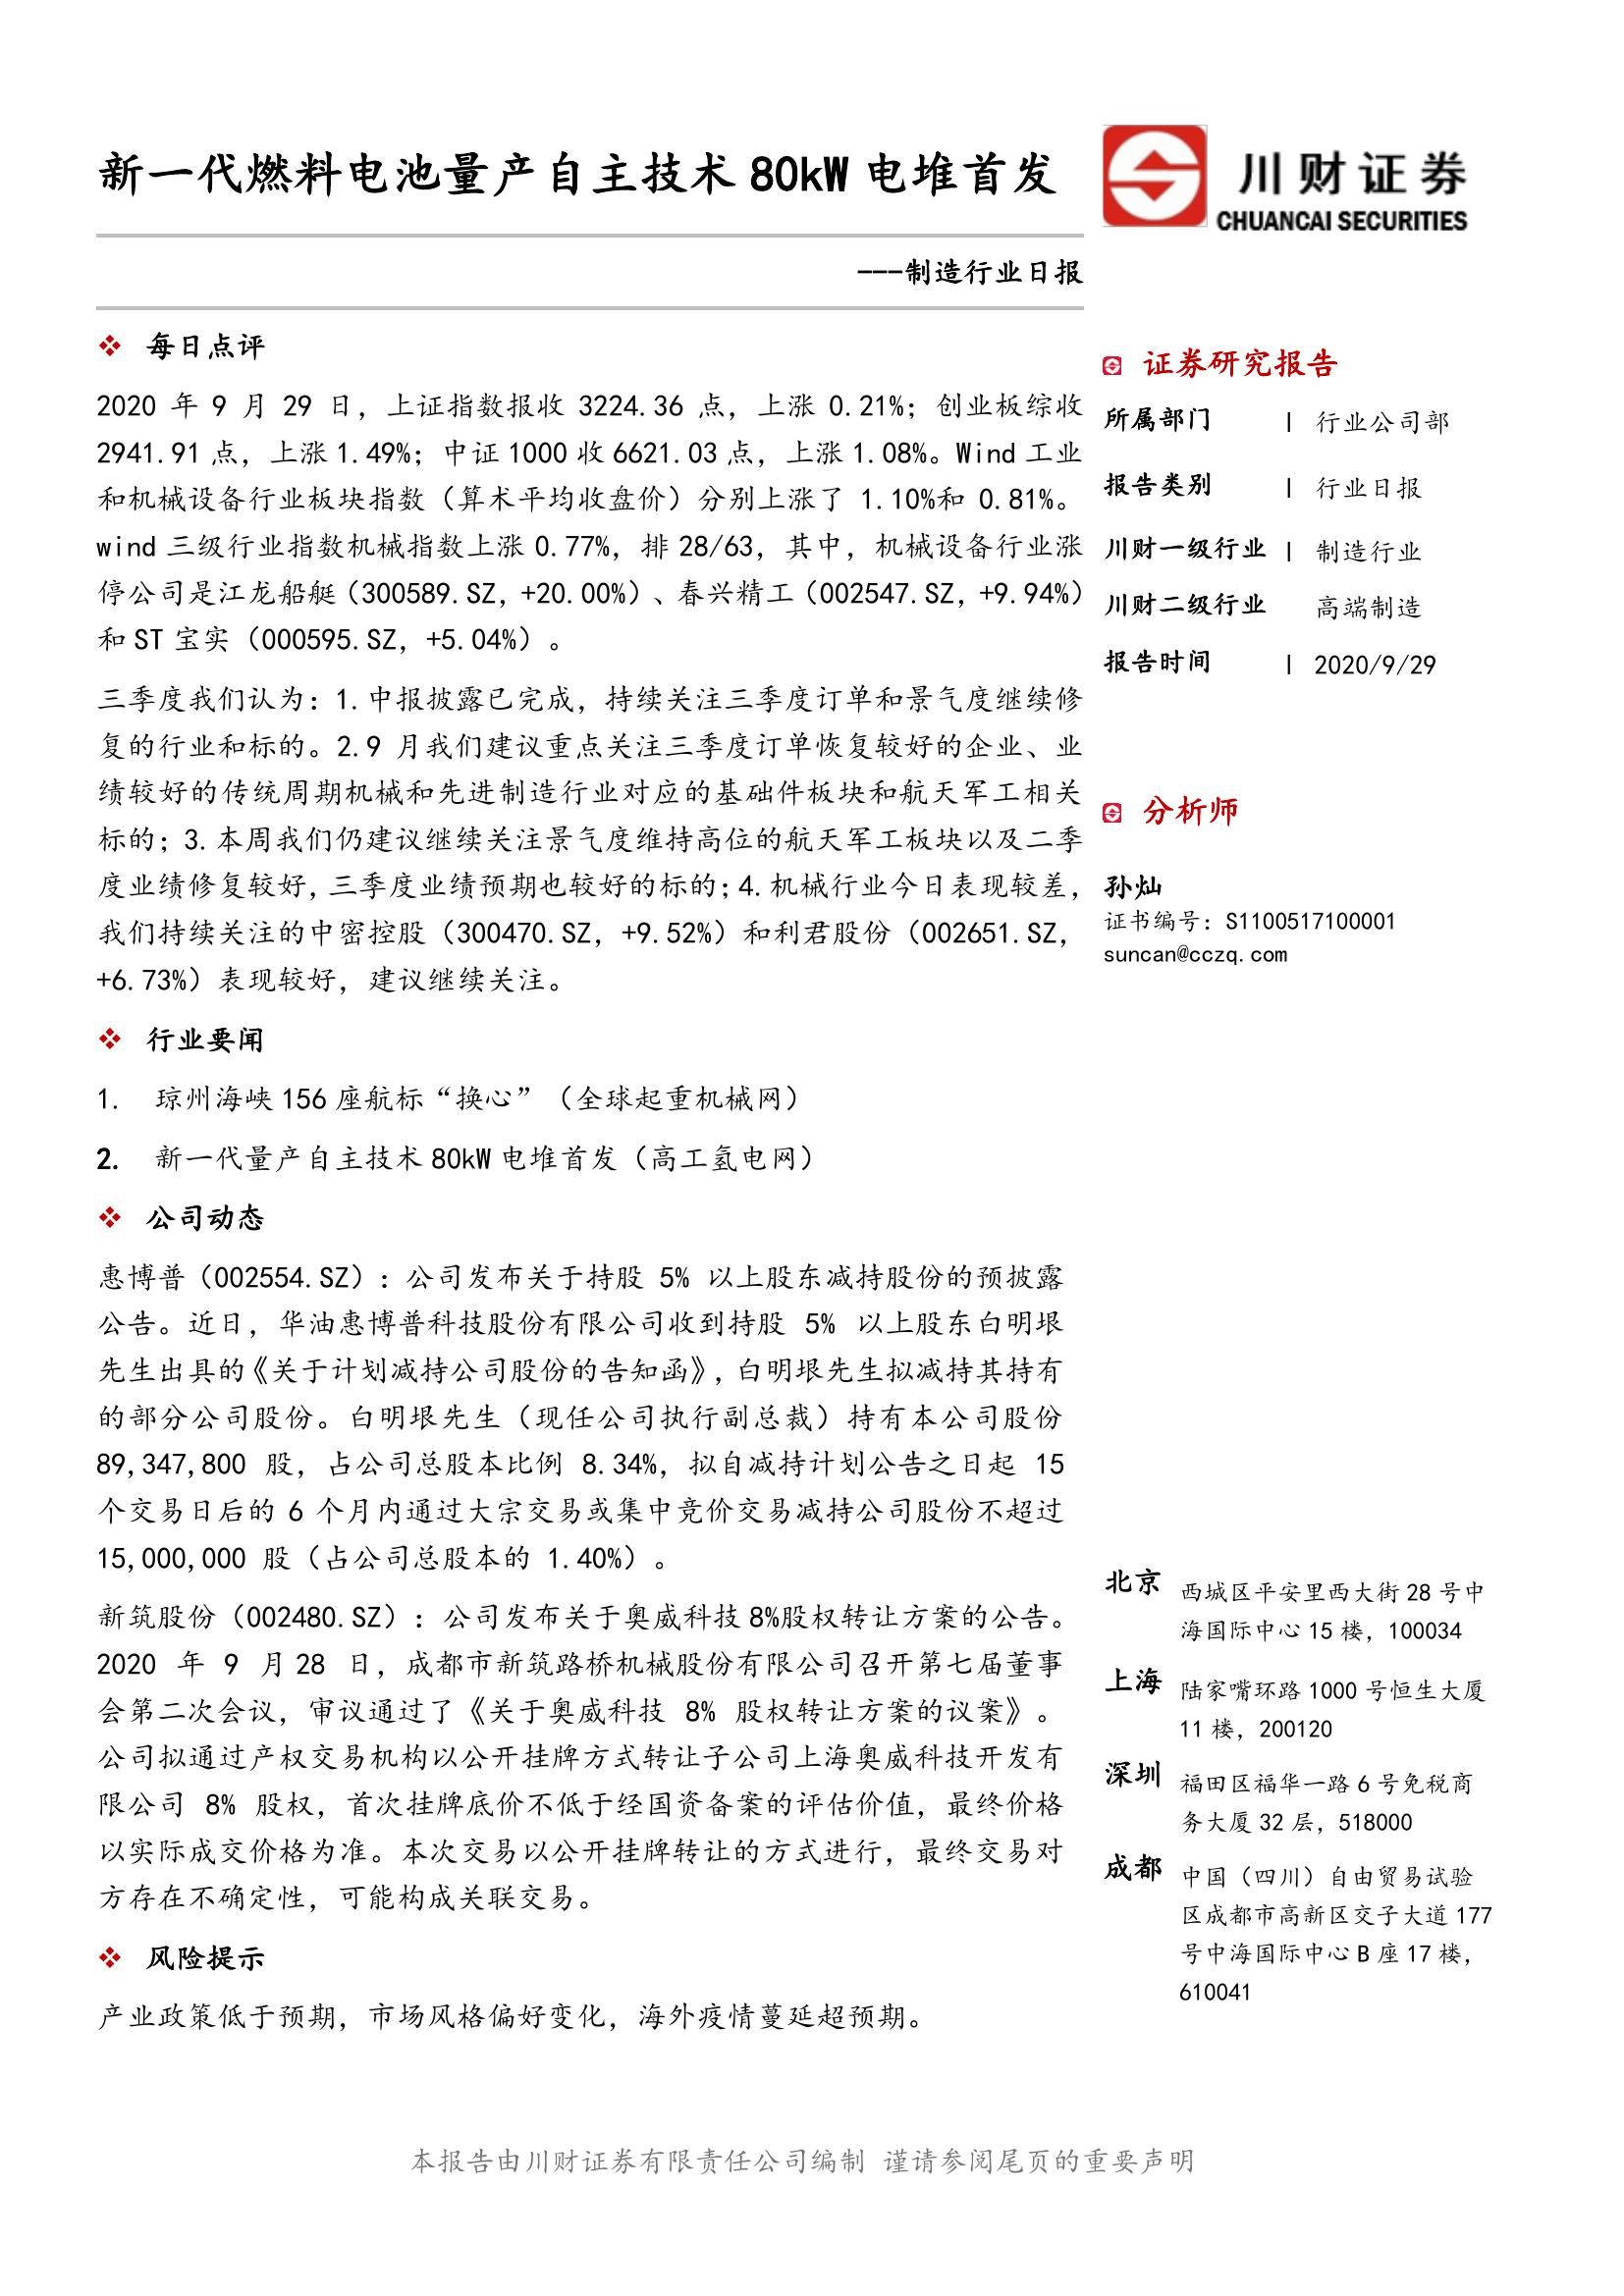 新一代燃料电池量产自主技术 80kW 电堆首发
川财证券
CHUANCAI SECURITIES
---制造行业日报
每日点评
2020 年 9 月 29 日，上证指数报收 3224.36 点，上涨 0.21%；创业板综收
2941.91 点，上涨 1.49%；中证 1000 收 6621.03 点，上涨 1.08%。Wind 工业
和机械设备行业板块指数（算术平均收盘价）分别上涨了 1.10%和 0.81%。
wind 三级行业指数机械指数上涨 0.77%，排 28/63，其中，机械设备行业涨
停公司是江龙船艇（300589.SZ，+20.00%）、春兴精工（002547.SZ，+9.94%）
和 ST 宝实（000595.SZ，+5.04%）。
三季度我们认为：1.中报披露已完成，持续关注三季度订单和景气度继续修
复的行业和标的。2.9 月我们建议重点关注三季度订单恢复较好的企业、业
绩较好的传统周期机械和先进制造行业对应的基础件板块和航天军工相关
标的；3.本周我们仍建议继续关注景气度维持高位的航天军工板块以及二季
度业绩修复较好，三季度业绩预期也较好的标的；4.机械行业今日表现较差，
我们持续关注的中密控股（300470.SZ，+9.52%）和利君股份（002651.SZ，
+6.73%）表现较好，建议继续关注。
行业要闻
1. 琼州海峡 156 座航标“换心”（全球起重机械网）
2. 新一代量产自主技术 80kW 电堆首发（高工氢电网）
公司动态
惠博普（002554.SZ）：公司发布关于持股 5% 以上股东减持股份的预披露
公告。近日，华油惠博普科技股份有限公司收到持股 5% 以上股东白明垠
先生出具的《关于计划减持公司股份的告知函》，白明垠先生拟减持其持有
的部分公司股份。白明垠先生（现任公司执行副总裁）持有本公司股份
89,347,800 股，占公司总股本比例 8.34%，拟自减持计划公告之日起 15
个交易日后的 6 个月内通过大宗交易或集中竞价交易减持公司股份不超过
15,000,000 股（占公司总股本的 1.40%）。
新筑股份（002480.SZ）：公司发布关于奥威科技 8%股权转让方案的公告。
2020 年 9 月 28 日，成都市新筑路桥机械股份有限公司召开第七届董事
会第二次会议，审议通过了《关于奥威科技 8% 股权转让方案的议案》。
公司拟通过产权交易机构以公开挂牌方式转让子公司上海奥威科技开发有
限公司 8% 股权，首次挂牌底价不低于经国资备案的评估价值，最终价格
以实际成交价格为准。本次交易以公开挂牌转让的方式进行，最终交易对
方存在不确定性，可能构成关联交易。
风险提示
产业政策低于预期，市场风格偏好变化，海外疫情蔓延超预期。
证券研究报告
所属部门 | 行业公司部
报告类别 | 行业日报
川财一级行业 | 制造行业
川财二级行业 高端制造
报告时间 | 2020/9/29
分析师
孙灿
证书编号：S1100517100001
suncan@cczq.com
北京 西城区平安里西大街 28 号中
海国际中心 15 楼，100034
上海 陆家嘴环路 1000 号恒生大厦
11 楼，200120
深圳 福田区福华一路 6 号免税商
务大厦 32 层，518000
成都 中国（四川）自由贸易试验
区成都市高新区交子大道 177
号中海国际中心 B 座 17 楼，
610041
本报告由川财证券有限责任公司编制 谨请参阅尾页的重要声明